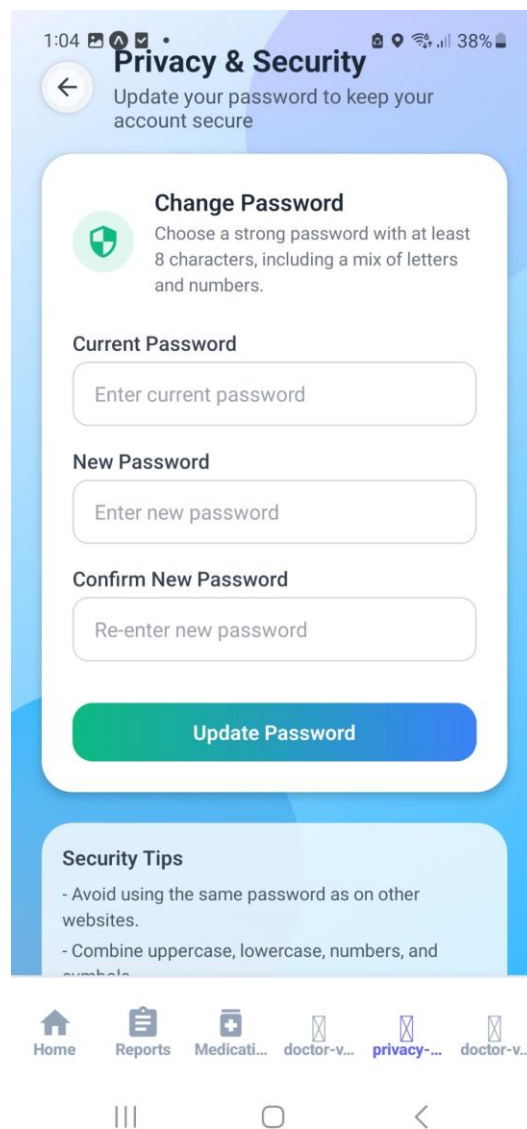 1:04 38%
Privacy & Security
Update your password to keep your
account secure
Change Password
Choose a strong password with at least
8 characters, including a mix of letters
and numbers.
Current Password
Enter current password
New Password
Enter new password
Confirm New Password
Re-enter new password
Update Password
Security Tips
- Avoid using the same password as on other
websites.
- Combine uppercase, lowercase, numbers, and
Home Reports Medicati... doctor-v... privacy-... doctor-v...